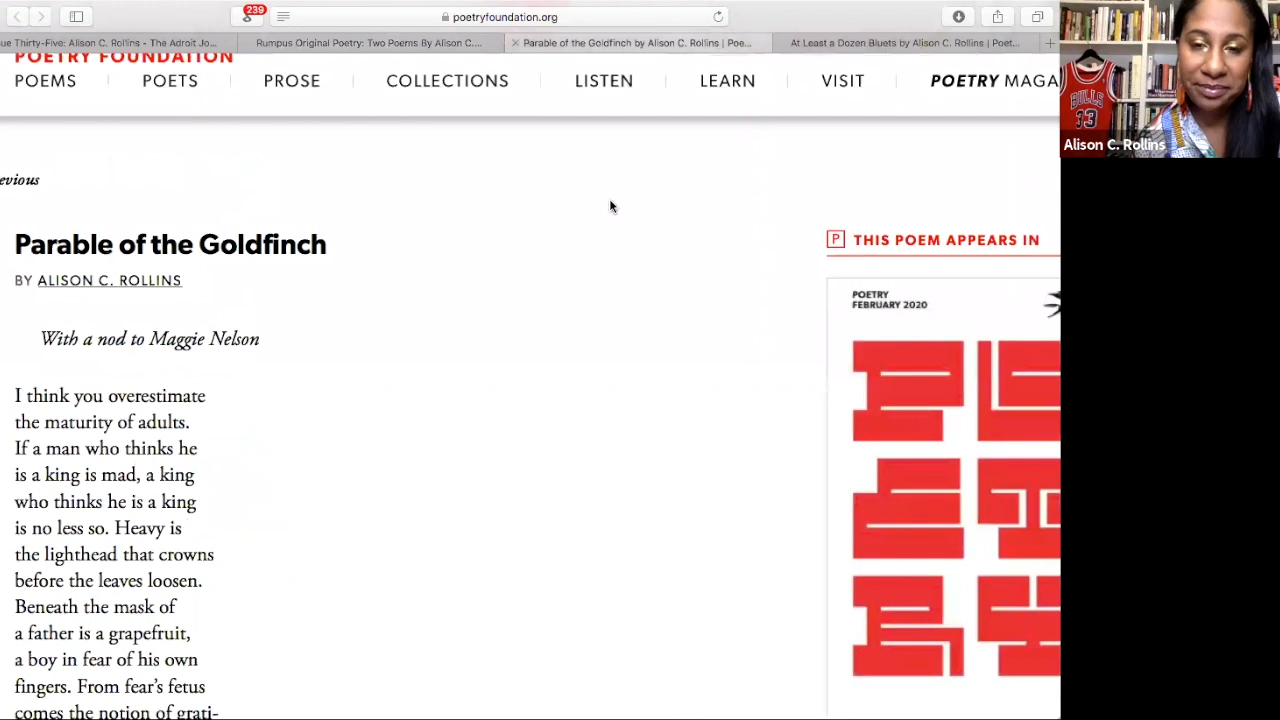 239
poetryfoundation.org
ue Thirty-Five: Alison C. Rollins - The Adroit Jo...
Rumpus Original Poetry: Two Poems By Alison C....
Parable of the Goldfinch by Alison C. Rollins | Poe...
At Least a Dozen Bluets by Alison C. Rollins | Poet...
POETRY FOUNDATION
POEMS
POETS
PROSE
COLLECTIONS
LISTEN
LEARN
VISIT
POETRY MAGA
BULLS
33
Alison C. Rollins
evious
Parable of the Goldfinch
BY ALISON C. ROLLINS
With a nod to Maggie Nelson
I think you overestimate
the maturity of adults.
If a man who thinks he
is a king is mad, a king
who thinks he is a king
is no less so. Heavy is
the lighthead that crowns
before the leaves loosen.
Beneath the mask of
a father is a grapefruit,
a boy in fear of his own
fingers. From fear's fetus
comes the notion of grati-
P THIS POEM APPEARS IN
POETRY
FEBRUARY 2020